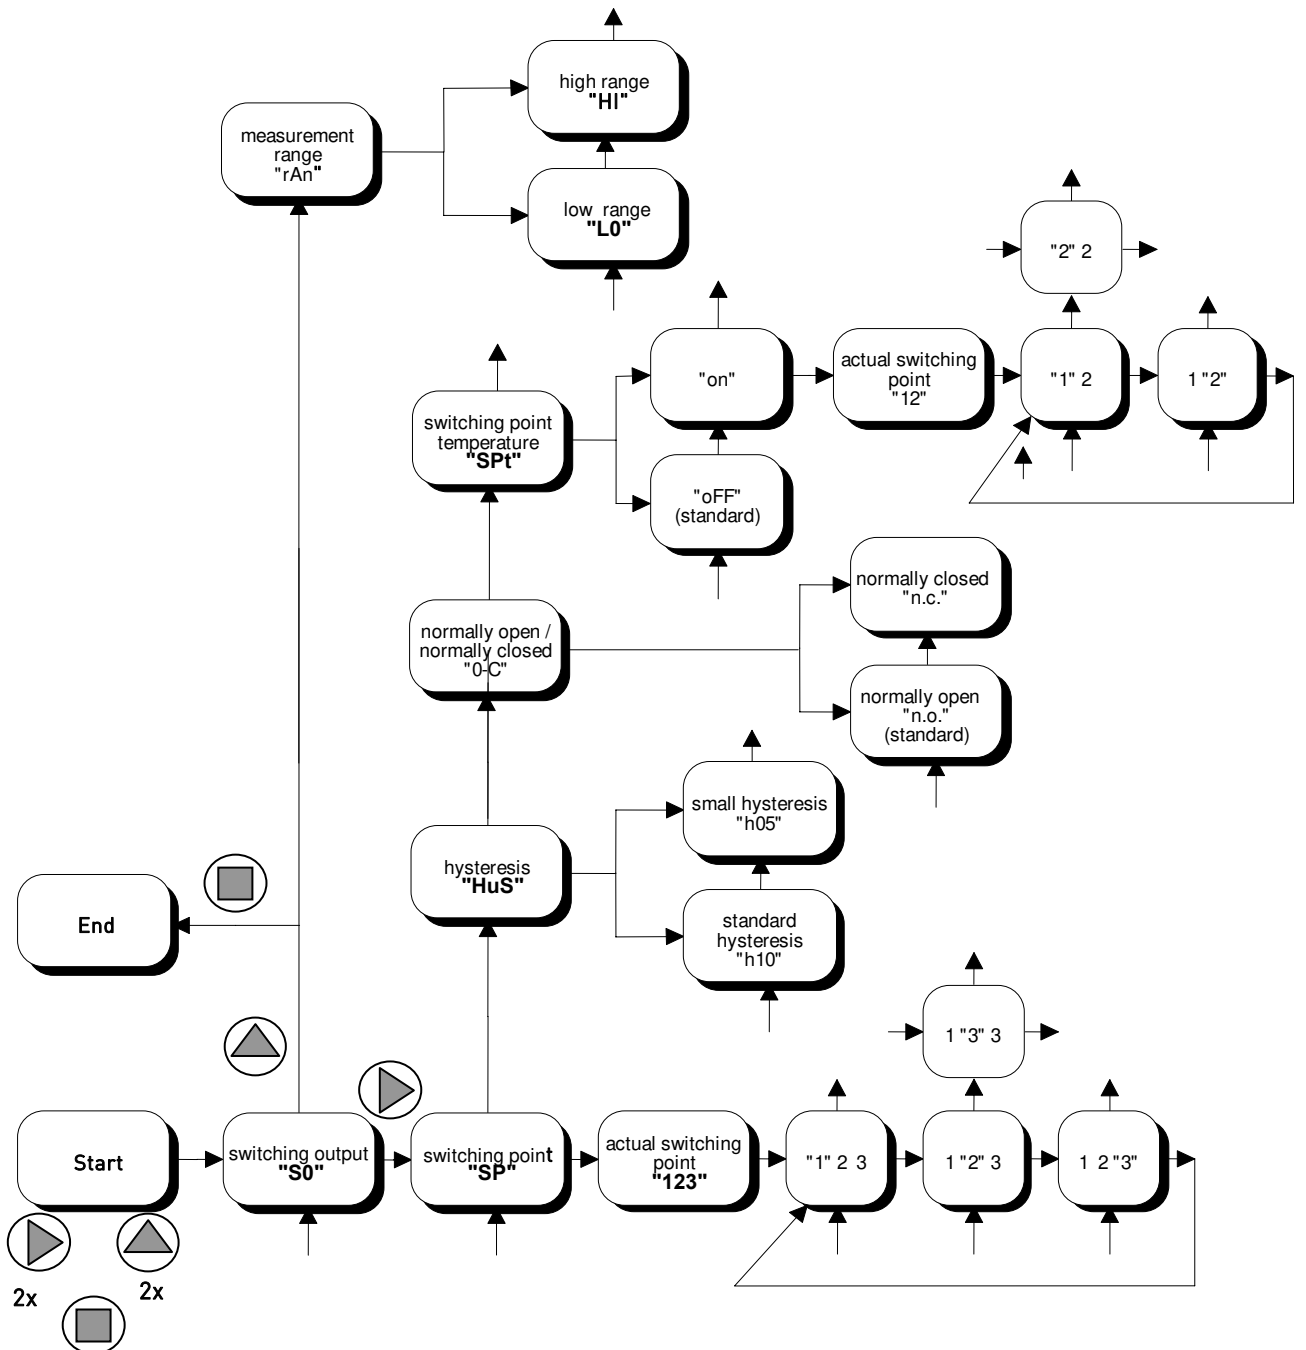 high range
"HI"
measurement
range
"rAn"
low range
"L0"
"2" 2
"on"
actual switching
point
"12"
"1" 2
1 "2"
switching point
temperature
"SPt"
"oFF"
(standard)
normally closed
"n.c."
normally open /
normally closed
"0-C"
normally open
"n.o."
(standard)
small hysteresis
"h05"
hysteresis
"HuS"
End
standard
hysteresis
"h10"
1 "3" 3
Start
switching output
"S0"
switching point
"SP"
actual switching
point
"123"
"1" 2 3
1 "2" 3
1 2 "3"
2x
2x